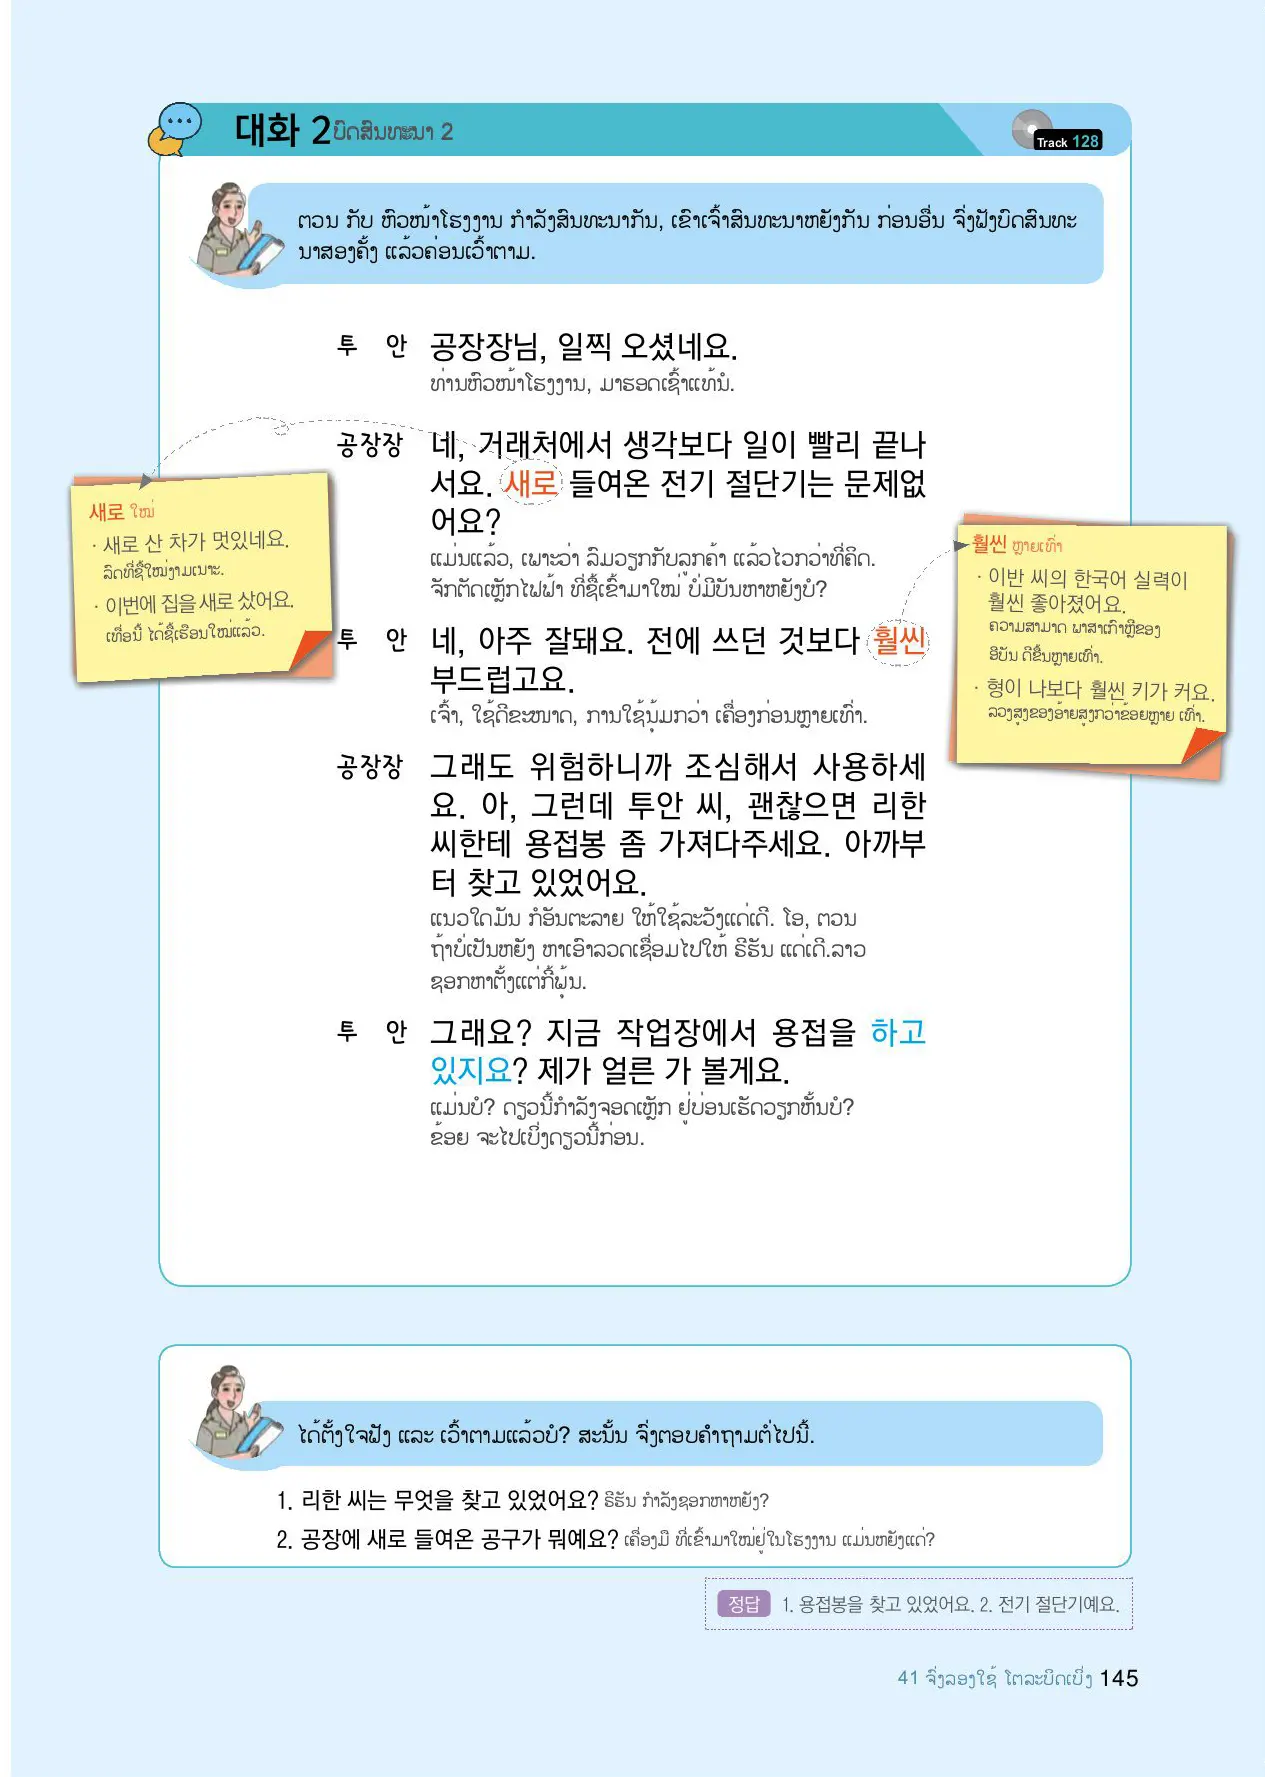 대화 2 ບົດສົນທະນາ 2
Track 128
ຕວນ ກັບ ຫົວໜ້າໂຮງງານ ກຳລັງສົນທະນາກັນ, ເຂົາເຈົ້າສົນທະນາຫຍັງກັນ ກ່ອນອື່ນ ຈົ່ງຟັງບົດສົນທະ
ນາສອງຄັ້ງ ແລ້ວຄ່ອນເວົ້າຕາມ.
투 안 공장장님, 일찍 오셨네요.
ທ່ານຫົວໜ້າໂຮງງານ, ມາຮອດເຊົ້າແທ້ນໍ.
공장장 네, 거래처에서 생각보다 일이 빨리 끝나
서요. 새로 들여온 전기 절단기는 문제없
어요?
ແມ່ນແລ້ວ, ເພາະວ່າ ລົມວຽກກັບລູກຄ້າ ແລ້ວໄວກວ່າທີ່ຄິດ.
ຈັກຕັດເຫຼັກໄຟຟ້າ ທີ່ຊື້ເຂົ້າມາໃໝ່ ບໍ່ມີບັນຫາຫຍັງບໍ?
새로 ໃໝ່
· 새로 산 차가 멋있네요.
ລົດທີ່ຊື້ໃໝ່ງາມເນາະ.
· 이번에 집을 새로 샀어요.
ເທື່ອນີ້ ໄດ້ຊື້ເຮືອນໃໝ່ແລ້ວ.
투 안 네, 아주 잘돼요. 전에 쓰던 것보다 훨씬
부드럽고요.
ເຈົ້າ, ໃຊ້ດີຂະໜາດ, ການໃຊ້ນຸ້ມກວ່າ ເຄື່ອງກ່ອນຫຼາຍເທົ່າ.
훨씬 ຫຼາຍເທົ່າ
· 이반 씨의 한국어 실력이
훨씬 좋아졌어요.
ຄວາມສາມາດ ພາສາເກົາຫຼີຂອງ
ອີບັນ ດີຂຶ້ນຫຼາຍເທົ່າ.
· 형이 나보다 훨씬 키가 커요.
ລວງສູງຂອງອ້າຍສູງກວ່າຂ້ອຍຫຼາຍ ເທົ່າ.
공장장 그래도 위험하니까 조심해서 사용하세
요. 아, 그런데 투안 씨, 괜찮으면 리한
씨한테 용접봉 좀 가져다주세요. 아까부
터 찾고 있었어요.
ແນວໃດມັນ ກໍອັນຕະລາຍ ໃຫ້ໃຊ້ລະວັງແດ່ເດີ. ໂອ, ຕວນ
ຖ້າບໍ່ເປັນຫຍັງ ຫາເອົາລວດເຊື່ອມໄປໃຫ້ ຣີຮັນ ແດ່ເດີ.ລາວ
ຊອກຫາຕັ້ງແຕ່ກີ້ພຸ້ນ.
투 안 그래요? 지금 작업장에서 용접을 하고
있지요? 제가 얼른 가 볼게요.
ແມ່ນບໍ? ດຽວນີ້ກຳລັງຈອດເຫຼັກ ຢູ່ບ່ອນເຮັດວຽກຫັ້ນບໍ?
ຂ້ອຍ ຈະໄປເບິ່ງດຽວນີ້ກ່ອນ.
ໄດ້ຕັ້ງໃຈຟັງ ແລະ ເວົ້າຕາມແລ້ວບໍ? ສະນັ້ນ ຈົ່ງຕອບຄຳຖາມຕໍ່ໄປນີ້.
1. 리한 씨는 무엇을 찾고 있었어요? ຣີຮັນ ກຳລັງຊອກຫາຫຍັງ?
2. 공장에 새로 들여온 공구가 뭐예요? ເຄື່ອງມື ທີ່ເຂົ້າມາໃໝ່ຢູ່ໃນໂຮງງານ ແມ່ນຫຍັງແດ່?
정답 1. 용접봉을 찾고 있었어요. 2. 전기 절단기예요.
41 ຈົ່ງລອງໃຊ້ ໂຕລະບິດເບິ່ງ 145